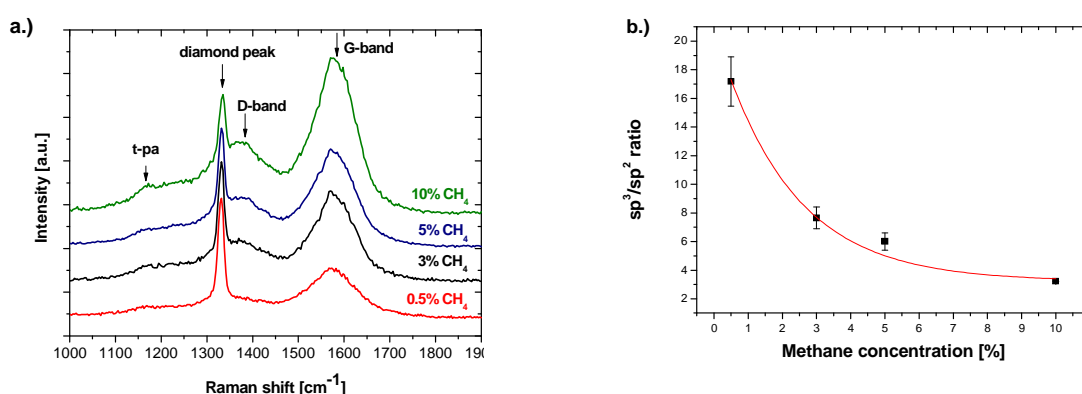 a.)
G-band
diamond peak
D-band
t-pa
10% CH4
5% CH4
3% CH4
0.5% CH4
Intensity [a.u.]
1000 1100 1200 1300 1400 1500 1600 1700 1800 190
Raman shift [cm-1]
b.)
20
18
16
14
12
10
8
6
4
2
sp3/sp2 ratio
0 1 2 3 4 5 6 7 8 9 10
Methane concentration [%]